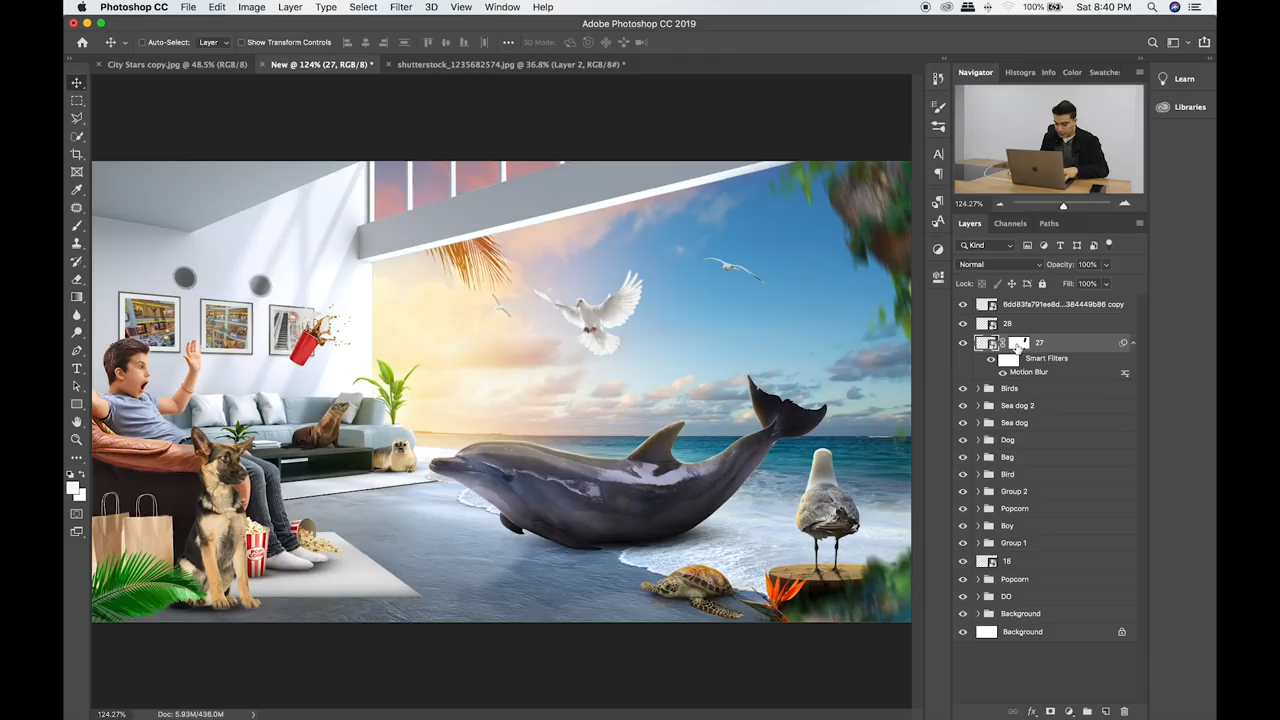 Photoshop CC File Edit Image Layer Type Select Filter 3D View Window Help 100% Sat 8:40 PM
Adobe Photoshop CC 2019
Auto-Select: Layer Show Transform Controls 3D Mode:
City Stars copy.jpg @ 48.5% (RGB/8) New @ 124% (27, RGB/8) * shutterstock_1235682574.jpg @ 36.8% (Layer 2, RGB/8#) *
Navigator Histogra Info Color Swatche:
Learn
Libraries
124.27%
Layers Channels Paths
Kind
Normal Opacity: 100%
Lock: Fill: 100%
6dd83fa791ee8d...384449b86 copy
28
27
Smart Filters
Motion Blur
Birds
Sea dog 2
Sea dog
Dog
Bag
Bird
Group 2
Popcorn
Boy
Group 1
18
Popcorn
DO
Background
Background
124.27% Doc: 5.93M/436.0M